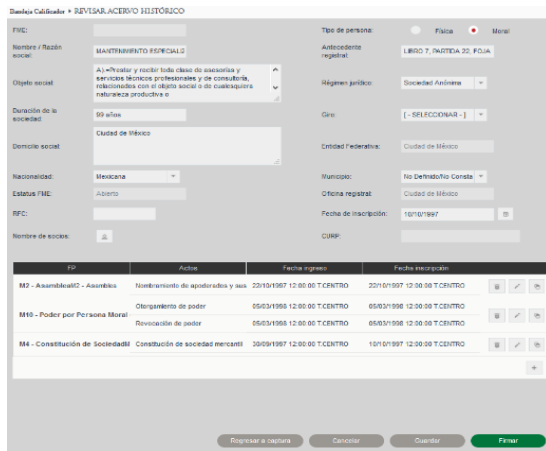 Bandeja Calificador ▸ REVISAR ACERVO HISTÓRICO
FME:
Tipo de persona: Física Moral
Nombre / Razón social: MANTENIMIENTO ESPECIALIZ
Antecedente registral: LIBRO 7, PARTIDA 22, FOJA
Objeto social: A).=Prestar y recibir toda clase de asesorías y
servicios técnicos profesionales y de consultoría,
relacionados con el objeto social o de cualesquiera
naturaleza productiva o
Régimen jurídico: Sociedad Anónima
Duración de la sociedad: 99 años
Giro: [ - SELECCIONAR - ]
Domicilio social: Ciudad de México
Entidad Federativa: Ciudad de México
Nacionalidad: Mexicana
Municipio: No Definido/No Consta
Estatus FME: Abierto
Oficina registral: Ciudad de México
RFC:
Fecha de inscripción: 10/10/1997
Nombre de socios:
CURP:
FP Actos Fecha ingreso Fecha inscripción
M2 - AsambleaM2 - Asamblea Nombramiento de apoderados y sus 22/10/1997 12:00:00 T.CENTRO 22/10/1997 12:00:00 T.CENTRO
M10 - Poder por Persona Moral - Otorgamiento de poder 05/03/1998 12:00:00 T.CENTRO 05/03/1998 12:00:00 T.CENTRO
Revocación de poder 05/03/1998 12:00:00 T.CENTRO 05/03/1998 12:00:00 T.CENTRO
M4 - Constitución de SociedadM Constitución de sociedad mercantil 30/09/1997 12:00:00 T.CENTRO 10/10/1997 12:00:00 T.CENTRO
+
Regresar a captura Cancelar Guardar Firmar